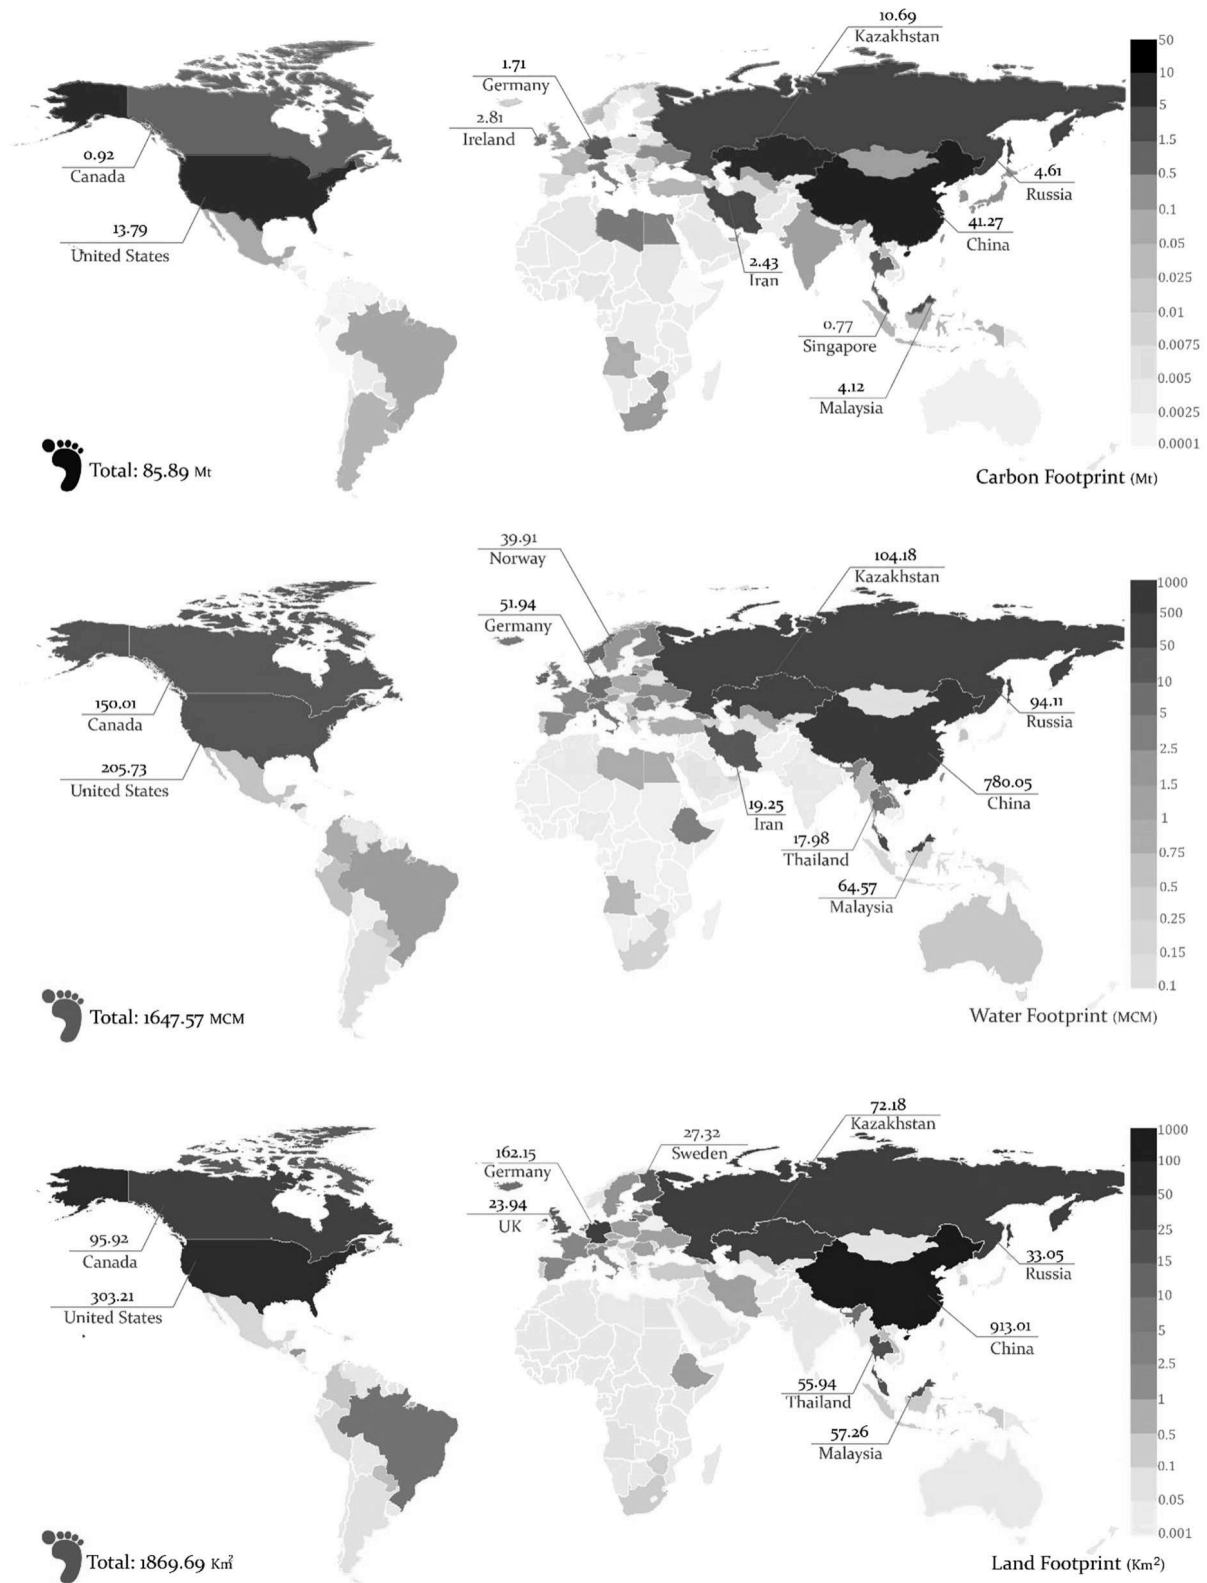 10.69
Kazakhstan
1.71
Germany
2.81
Ireland
0.92
Canada
13.79
United States
4.61
Russia
41.27
China
2.43
Iran
0.77
Singapore
4.12
Malaysia
50
10
5
1.5
0.5
0.1
0.05
0.025
0.01
0.0075
0.005
0.0025
0.0001
Total: 85.89 Mt
Carbon Footprint (Mt)
39.91
Norway
104.18
Kazakhstan
51.94
Germany
150.01
Canada
205.73
United States
94.11
Russia
780.05
China
19.25
Iran
17.98
Thailand
64.57
Malaysia
1000
500
50
10
5
2.5
1.5
1
0.75
0.5
0.25
0.15
0.1
Total: 1647.57 MCM
Water Footprint (MCM)
72.18
Kazakhstan
27.32
Sweden
162.15
Germany
23.94
UK
95.92
Canada
303.21
United States
33.05
Russia
913.01
China
55.94
Thailand
57.26
Malaysia
1000
100
50
25
15
10
5
2.5
1
0.5
0.1
0.05
0.001
Total: 1869.69 Km²
Land Footprint (Km²)